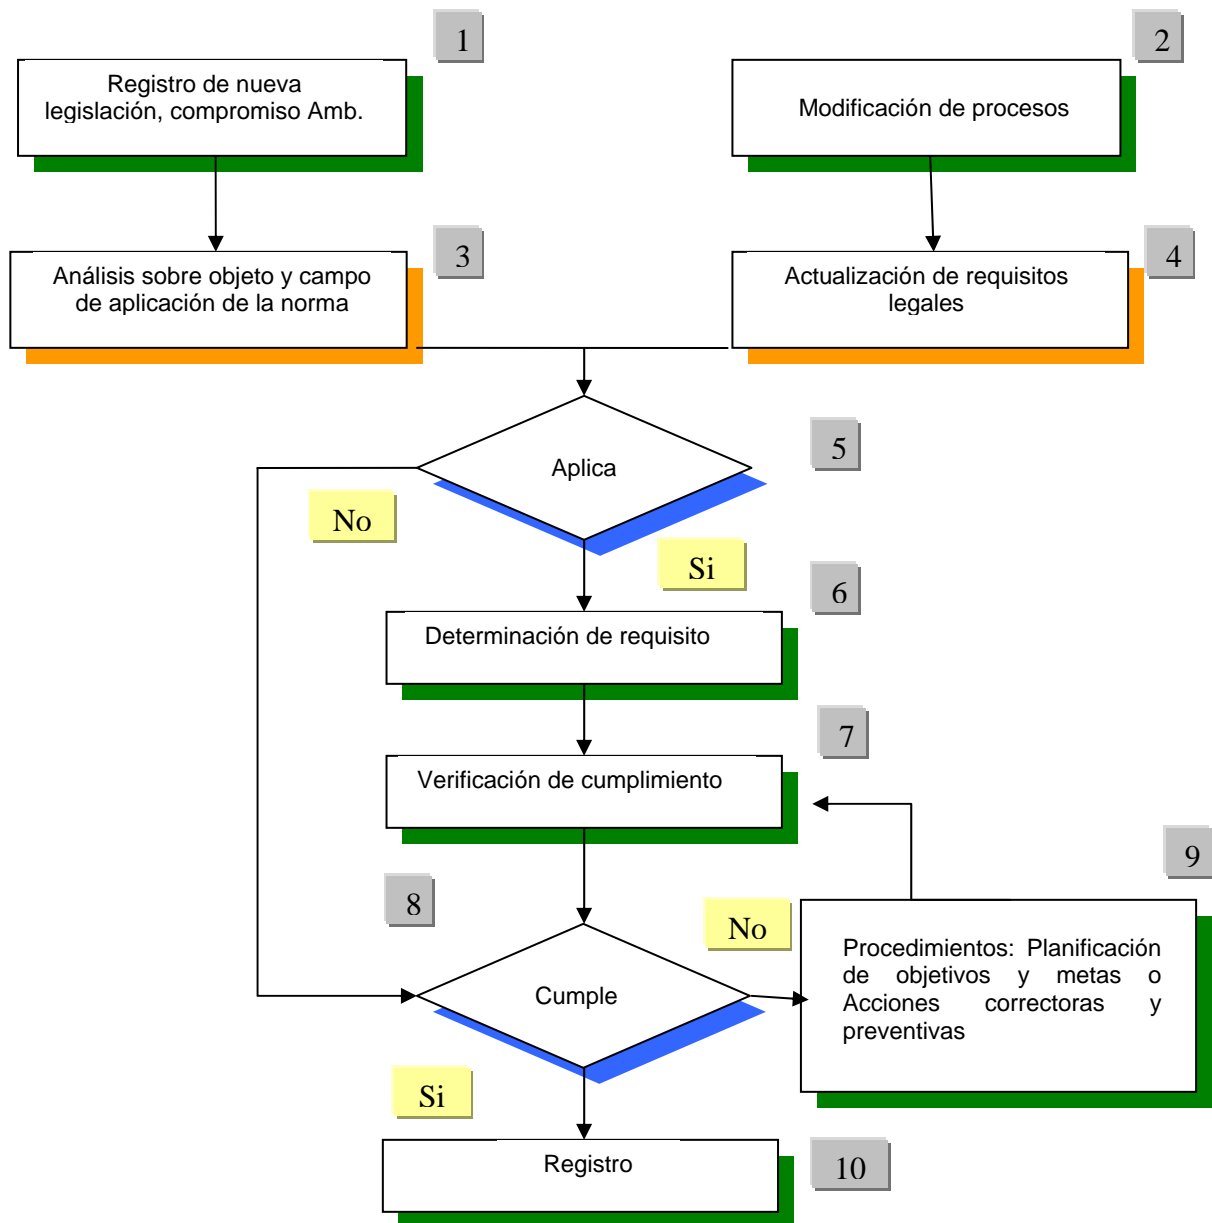 1
2
Registro de nueva
legislación, compromiso Amb.
Modificación de procesos
3
4
Análisis sobre objeto y campo
de aplicación de la norma
Actualización de requisitos
legales
5
Aplica
No
Si
6
Determinación de requisito
7
Verificación de cumplimiento
8
9
No
Procedimientos: Planificación
de objetivos y metas o
Acciones correctoras y
preventivas
Cumple
Si
10
Registro